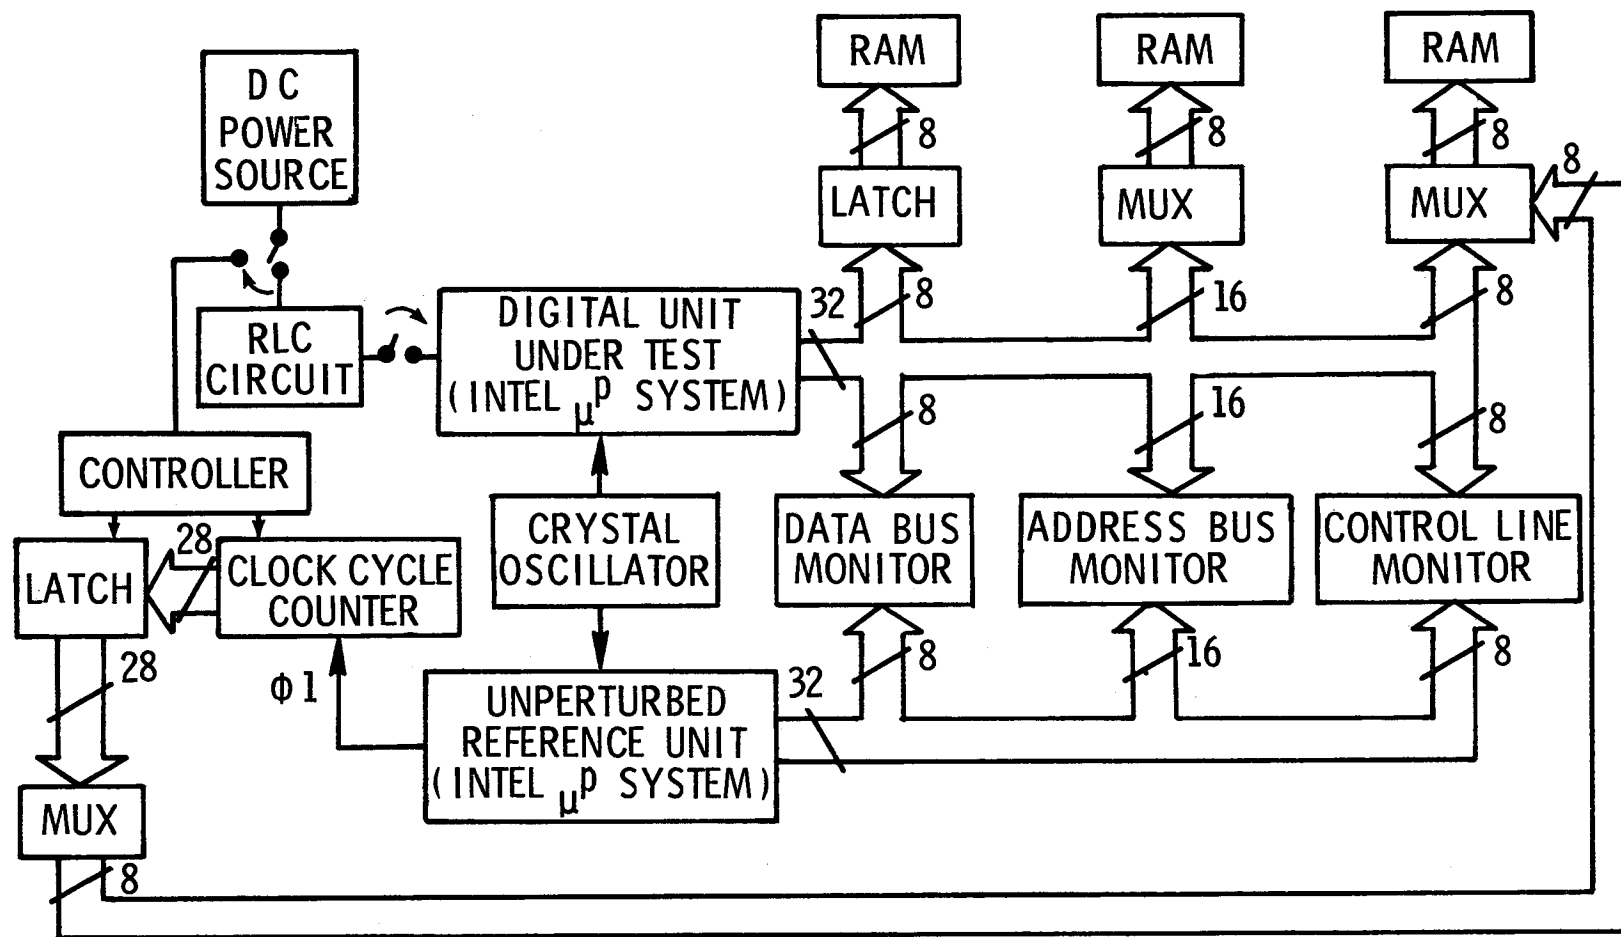 RAM
RAM
RAM
DC
POWER
SOURCE
8
8
8
8
LATCH
MUX
MUX
RLC
CIRCUIT
DIGITAL UNIT
UNDER TEST
(INTEL μp SYSTEM)
32
8
16
8
8
16
8
CONTROLLER
CRYSTAL
OSCILLATOR
DATA BUS
MONITOR
ADDRESS BUS
MONITOR
CONTROL LINE
MONITOR
LATCH
28
CLOCK CYCLE
COUNTER
28
Φ1
UNPERTURBED
REFERENCE UNIT
(INTEL μp SYSTEM)
32
8
16
8
MUX
8